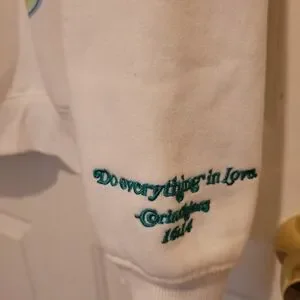 Do everything in Love.
-Corinthians
16:14